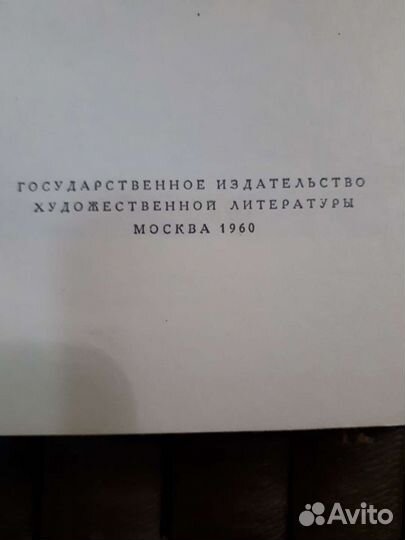 ГОСУДАРСТВЕННОЕ ИЗДАТЕЛЬСТВО
ХУДОЖЕСТВЕННОЙ ЛИТЕРАТУРЫ
МОСКВА 1960
Avito